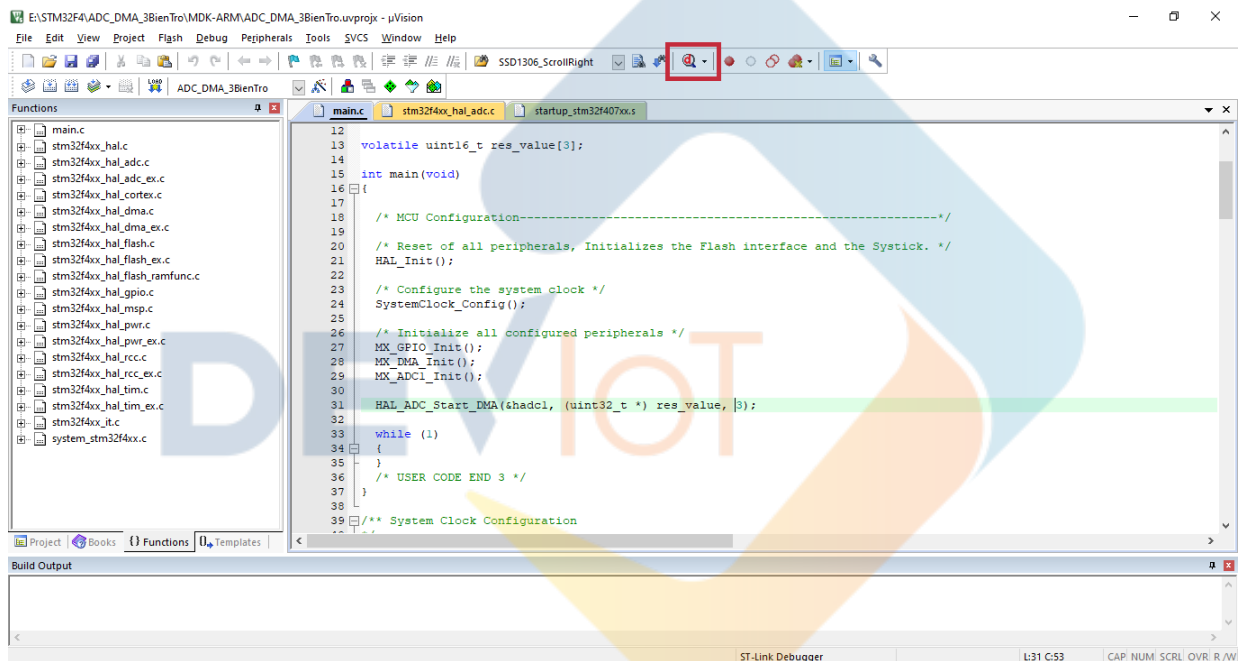 E:\STM32F4\ADC_DMA_3BienTro\MDK-ARM\ADC_DMA_3BienTro.uvprojx - µVision
File Edit View Project Flash Debug Peripherals Tools SVCS Window Help
SSD1306_ScrollRight
LOAD ADC_DMA_3BienTro
Functions
main.c
stm32f4xx_hal.c
stm32f4xx_hal_adc.c
stm32f4xx_hal_adc_ex.c
stm32f4xx_hal_cortex.c
stm32f4xx_hal_dma.c
stm32f4xx_hal_dma_ex.c
stm32f4xx_hal_flash.c
stm32f4xx_hal_flash_ex.c
stm32f4xx_hal_flash_ramfunc.c
stm32f4xx_hal_gpio.c
stm32f4xx_hal_msp.c
stm32f4xx_hal_pwr.c
stm32f4xx_hal_pwr_ex.c
stm32f4xx_hal_rcc.c
stm32f4xx_hal_rcc_ex.c
stm32f4xx_hal_tim.c
stm32f4xx_hal_tim_ex.c
stm32f4xx_it.c
system_stm32f4xx.c
Project Books {} Functions 0 Templates
main.c stm32f4xx_hal_adc.c startup_stm32f407xx.s
12
13 volatile uint16_t res_value[3];
14
15 int main(void)
16 {
17
18 /* MCU Configuration----------------------------------------------------------*/
19
20 /* Reset of all peripherals, Initializes the Flash interface and the Systick. */
21 HAL_Init();
22
23 /* Configure the system clock */
24 SystemClock_Config();
25
26 /* Initialize all configured peripherals */
27 MX_GPIO_Init();
28 MX_DMA_Init();
29 MX_ADC1_Init();
30
31 HAL_ADC_Start_DMA(&hadc1, (uint32_t *) res_value, 3);
32
33 while (1)
34 {
35 }
36 /* USER CODE END 3 */
37 }
38
39 /** System Clock Configuration
DEVIoT
Build Output
ST-Link Debugger L:31 C:53 CAP NUM SCRL OVR R/W